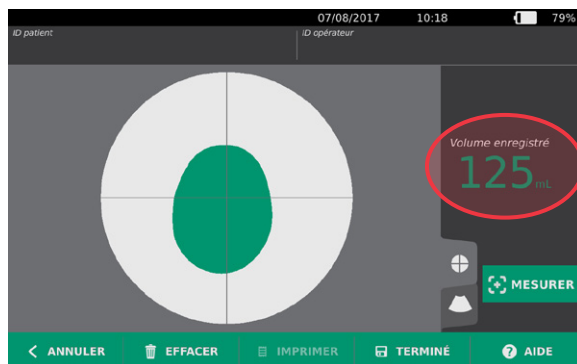 07/08/2017 10:18 79%
ID patient ID opérateur
Volume enregistré
125 mL
MESURER
ANNULER EFFACER IMPRIMER TERMINÉ ? AIDE